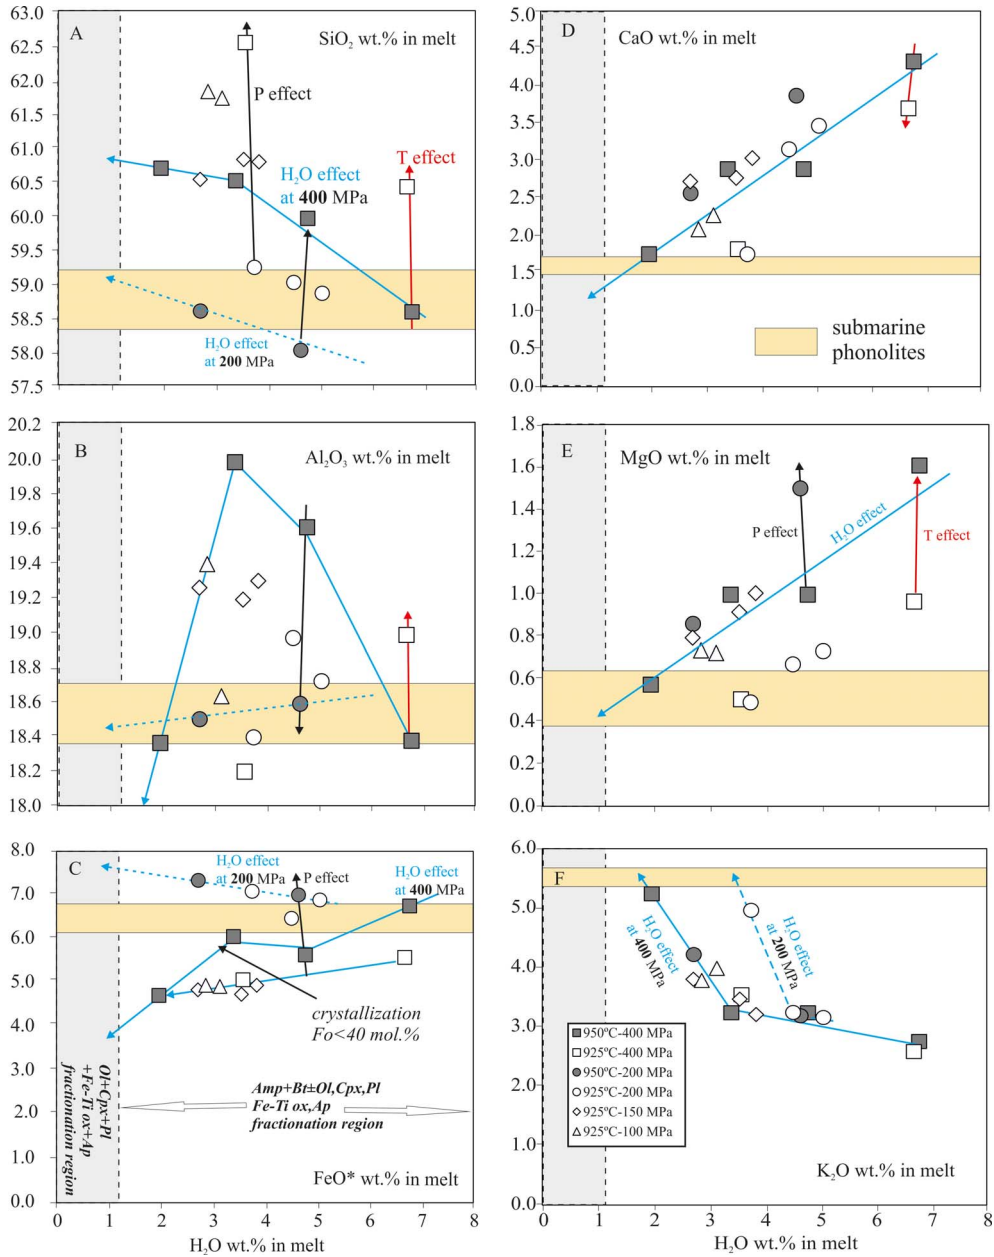 A
SiO₂ wt.% in melt
63.0
62.5
62.0
61.5
61.0
60.5
60.0
59.5
59.0
58.5
58.0
57.5
P effect
T effect
H₂O effect
at 400 MPa
H₂O effect
at 200 MPa
D
CaO wt.% in melt
5.0
4.5
4.0
3.5
3.0
2.5
2.0
1.5
1.0
0.5
0.0
submarine
phonolites
B
Al₂O₃ wt.% in melt
20.2
20.0
19.8
19.6
19.4
19.2
19.0
18.8
18.6
18.4
18.2
18.0
E
MgO wt.% in melt
1.8
1.6
1.4
1.2
1.0
0.8
0.6
0.4
0.2
0.0
P effect
H₂O effect
T effect
C
8.0
7.0
6.0
5.0
4.0
3.0
2.0
1.0
0.0
H₂O effect
at 200 MPa
P effect
H₂O effect
at 400 MPa
crystallization
Fo<40 mol.%
Ol+Cpx+Pl
+Fe-Ti ox+Ap
fractionation region
Amp+Bt±Ol,Cpx,Pl
Fe-Ti ox,Ap
fractionation region
FeO* wt.% in melt
0 1 2 3 4 5 6 7 8
H₂O wt.% in melt
F
6.0
5.0
4.0
3.0
2.0
1.0
0.0
H₂O effect
at 400 MPa
H₂O effect
at 200 MPa
950ºC-400 MPa
925ºC-400 MPa
950ºC-200 MPa
925ºC-200 MPa
925ºC-150 MPa
925ºC-100 MPa
K₂O wt.% in melt
0 1 2 3 4 5 6 7 8
H₂O wt.% in melt